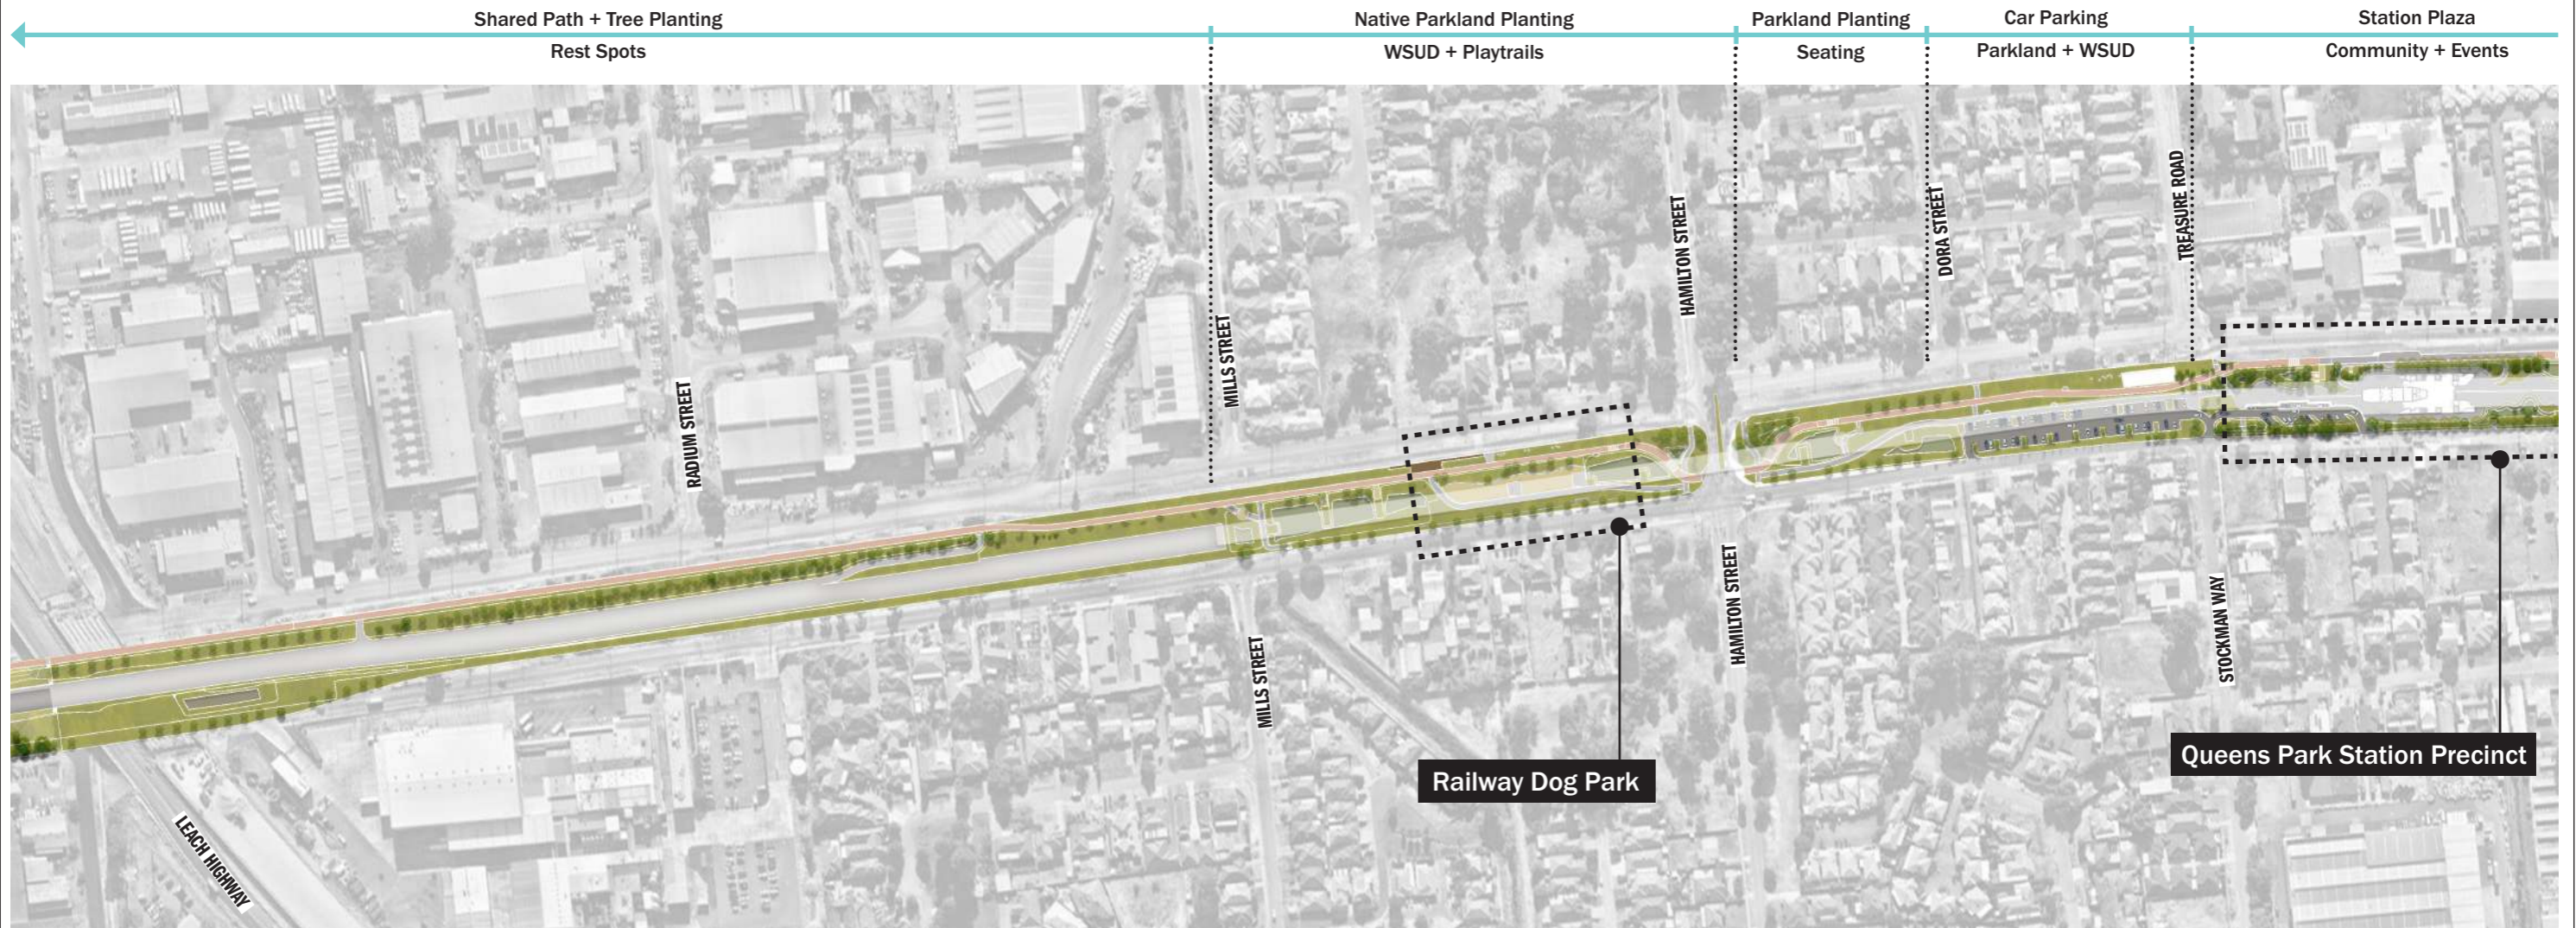 Shared Path + Tree Planting
Rest Spots
Native Parkland Planting
WSUD + Playtrails
Parkland Planting
Seating
Car Parking
Parkland + WSUD
Station Plaza
Community + Events
RADIUM STREET
MILLS STREET
HAMILTON STREET
DORA STREET
TREASURE ROAD
LEACH HIGHWAY
MILLS STREET
HAMILTON STREET
STOCKMAN WAY
Railway Dog Park
Queens Park Station Precinct